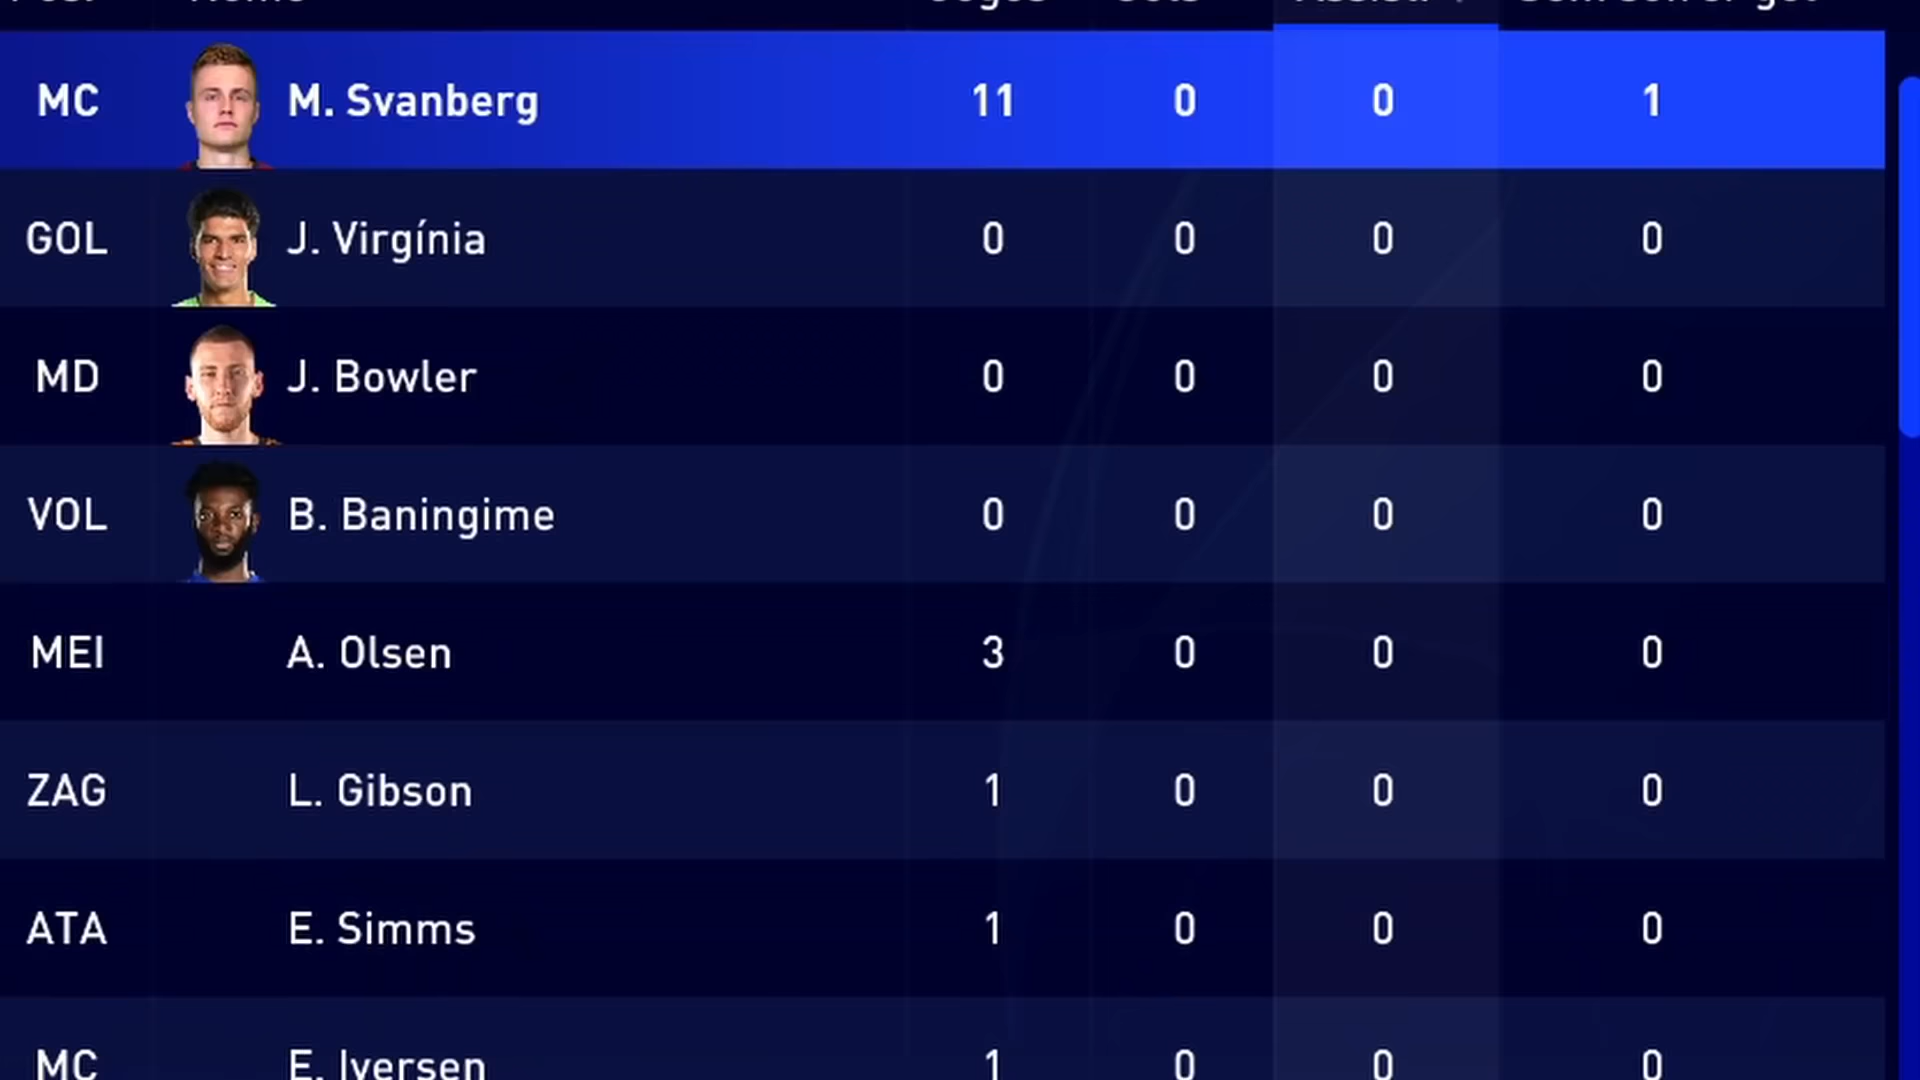 MC M. Svanberg 11 0 0 1
GOL J. Virgínia 0 0 0 0
MD J. Bowler 0 0 0 0
VOL B. Baningime 0 0 0 0
MEI A. Olsen 3 0 0 0
ZAG L. Gibson 1 0 0 0
ATA E. Simms 1 0 0 0
MC E. Iversen 1 0 0 0